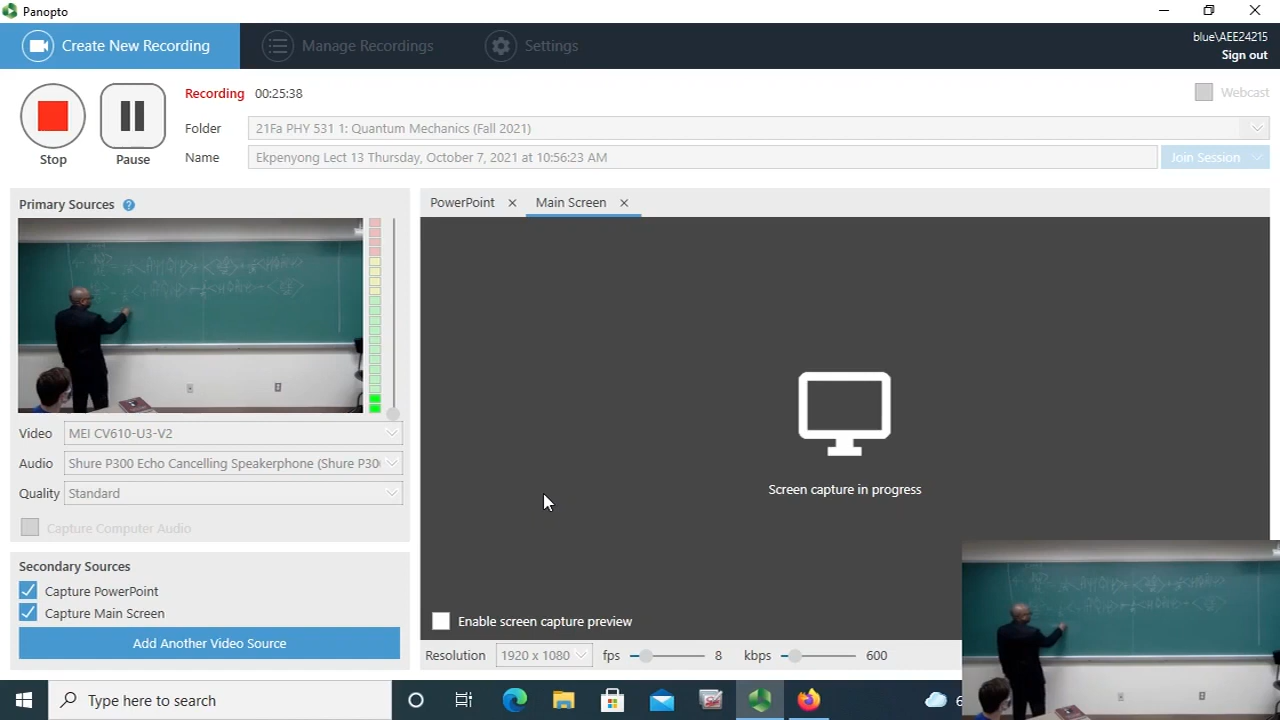 Panopto
Create New Recording
Manage Recordings
Settings
blue\AEE24215
Sign out
Recording 00:25:38
Webcast
Folder 21Fa PHY 531 1: Quantum Mechanics (Fall 2021)
Stop Pause
Name Ekpenyong Lect 13 Thursday, October 7, 2021 at 10:56:23 AM
Join Session
Primary Sources ?
PowerPoint
Main Screen
Video MEI CV610-U3-V2
Audio Shure P300 Echo Cancelling Speakerphone (Shure P30
Quality Standard
Capture Computer Audio
Screen capture in progress
Secondary Sources
Capture PowerPoint
Capture Main Screen
Add Another Video Source
Enable screen capture preview
Resolution 1920 x 1080 fps 8 kbps 600
Type here to search
6